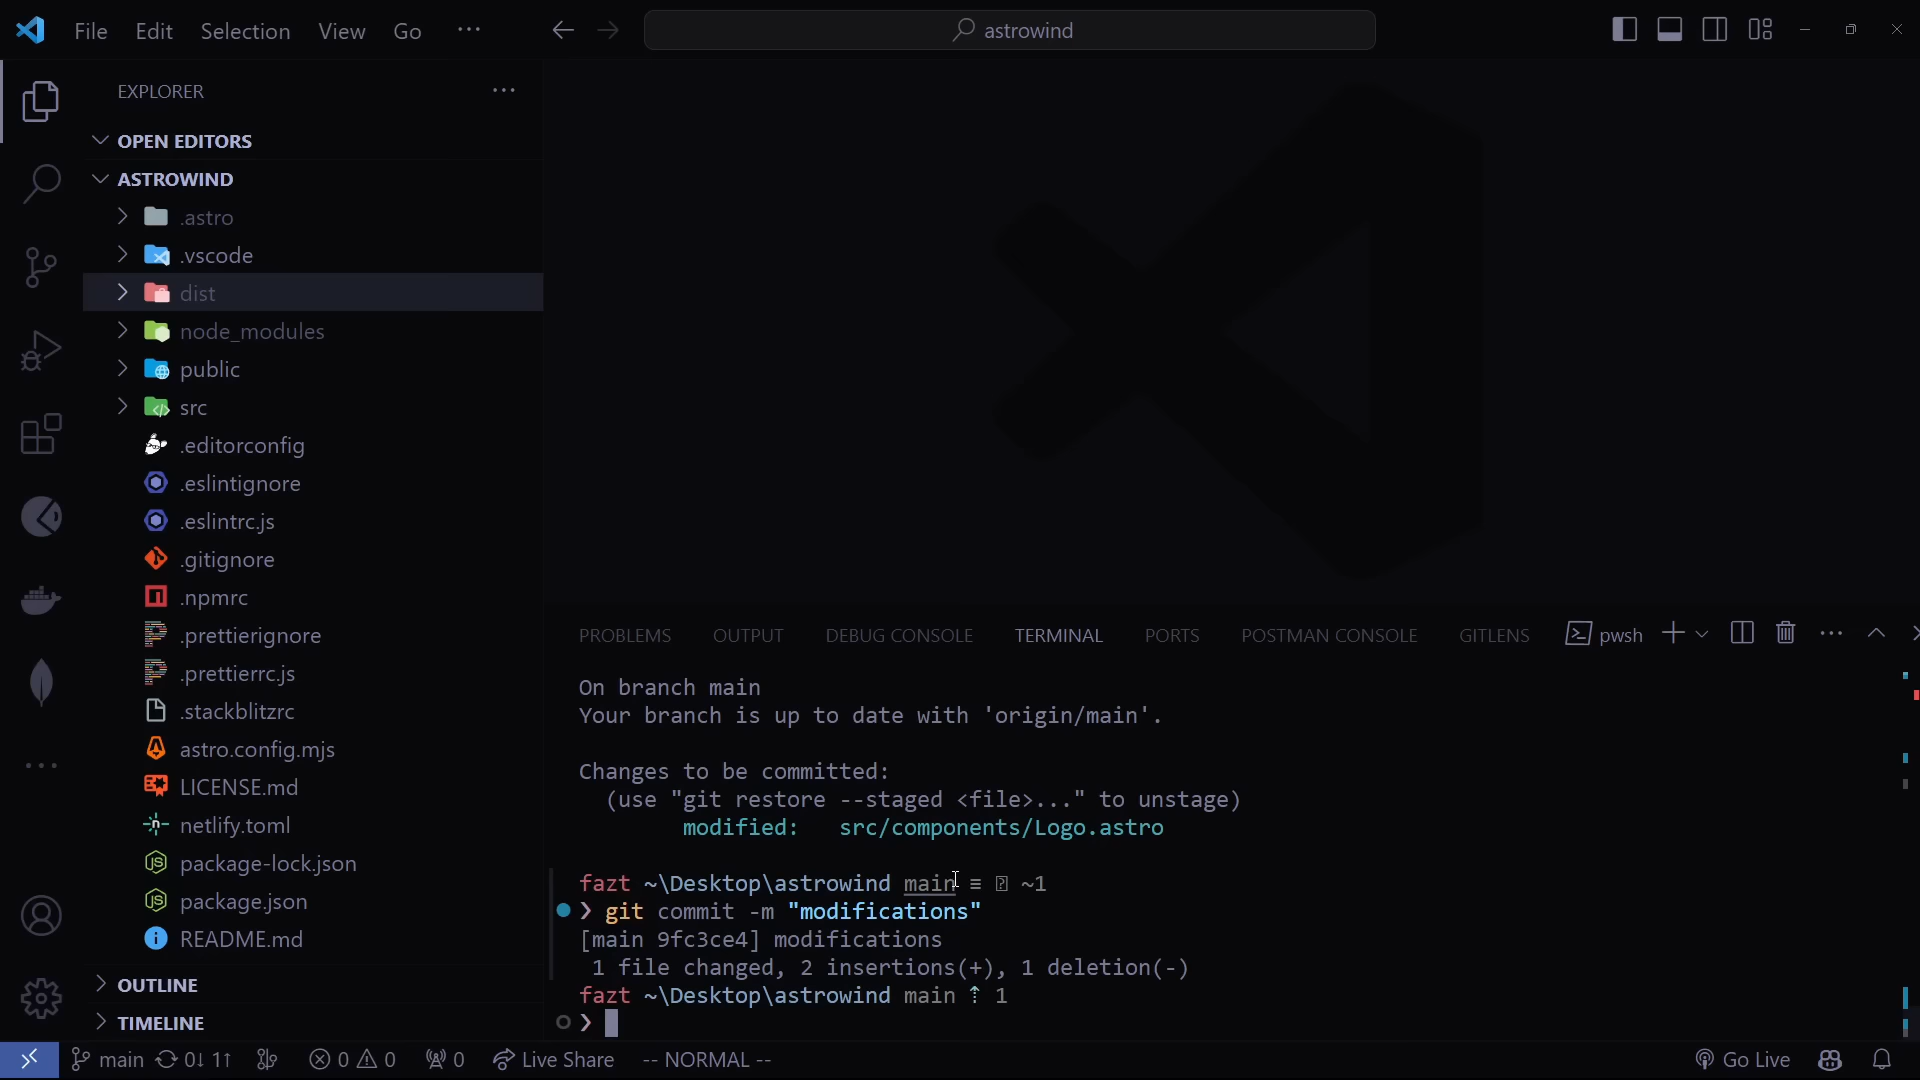 File Edit Selection View Go ...
astrowind
EXPLORER
OPEN EDITORS
ASTROWIND
.astro
.vscode
dist
node_modules
public
src
.editorconfig
.eslintignore
.eslintrc.js
.gitignore
.npmrc
.prettierignore
.prettierrc.js
.stackblitzrc
astro.config.mjs
LICENSE.md
netlify.toml
package-lock.json
package.json
README.md
OUTLINE
TIMELINE
PROBLEMS OUTPUT DEBUG CONSOLE TERMINAL PORTS POSTMAN CONSOLE GITLENS pwsh
On branch main
Your branch is up to date with 'origin/main'.
Changes to be committed:
(use "git restore --staged <file>..." to unstage)
modified: src/components/Logo.astro
fazt ~\Desktop\astrowind main ≡ ~1
❯ git commit -m "modifications"
[main 9fc3ce4] modifications
1 file changed, 2 insertions(+), 1 deletion(-)
fazt ~\Desktop\astrowind main ⇡ 1
❯
main 0↓ 1↑ 0 0 0 Live Share -- NORMAL -- Go Live